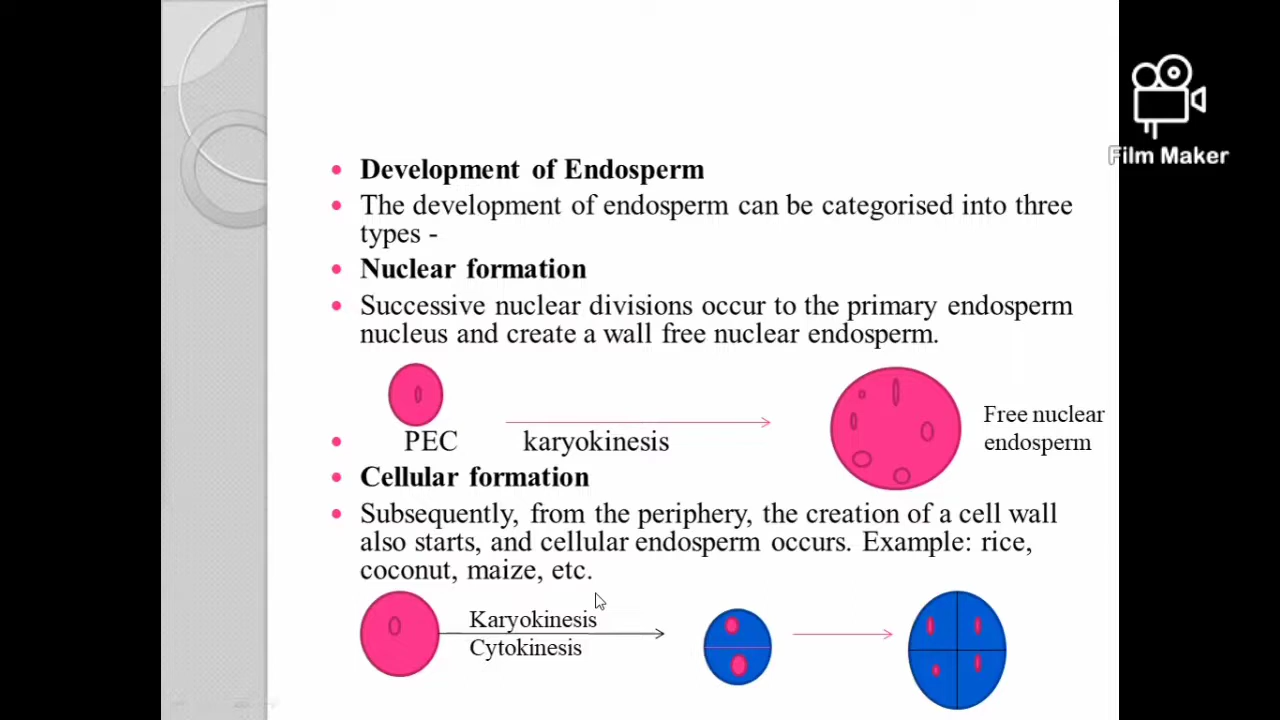 Film Maker
Development of Endosperm
The development of endosperm can be categorised into three
types -
Nuclear formation
Successive nuclear divisions occur to the primary endosperm
nucleus and create a wall free nuclear endosperm.
Free nuclear
endosperm
PEC karyokinesis
Cellular formation
Subsequently, from the periphery, the creation of a cell wall
also starts, and cellular endosperm occurs. Example: rice,
coconut, maize, etc.
Karyokinesis
Cytokinesis